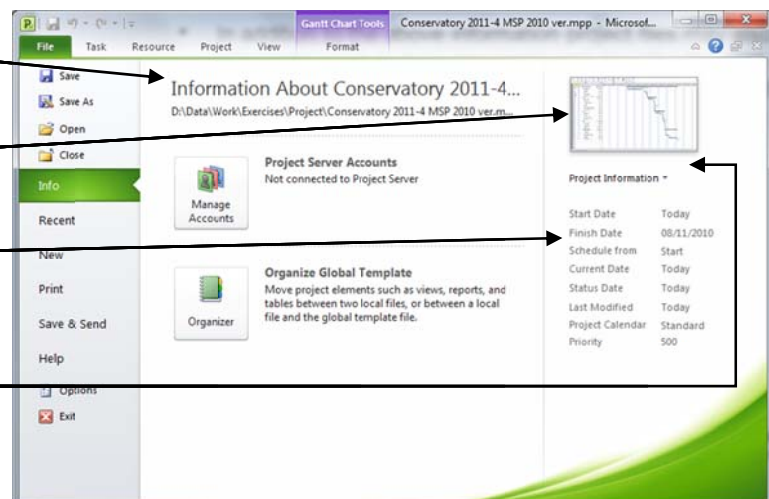 Gantt Chart Tools Conservatory 2011-4 MSP 2010 ver.mpp - Microsof...
File Task Resource Project View Format
Save
Save As
Open
Close
Info
Recent
New
Print
Save & Send
Help
Options
Exit
Information About Conservatory 2011-4...
D:\Data\Work\Exercises\Project\Conservatory 2011-4 MSP 2010 ver.m...
Manage
Accounts
Project Server Accounts
Not connected to Project Server
Organizer
Organize Global Template
Move project elements such as views, reports, and
tables between two local files, or between a local
file and the global template file.
Project Information
Start Date Today
Finish Date 08/11/2010
Schedule from Start
Current Date Today
Status Date Today
Last Modified Today
Project Calendar Standard
Priority 500